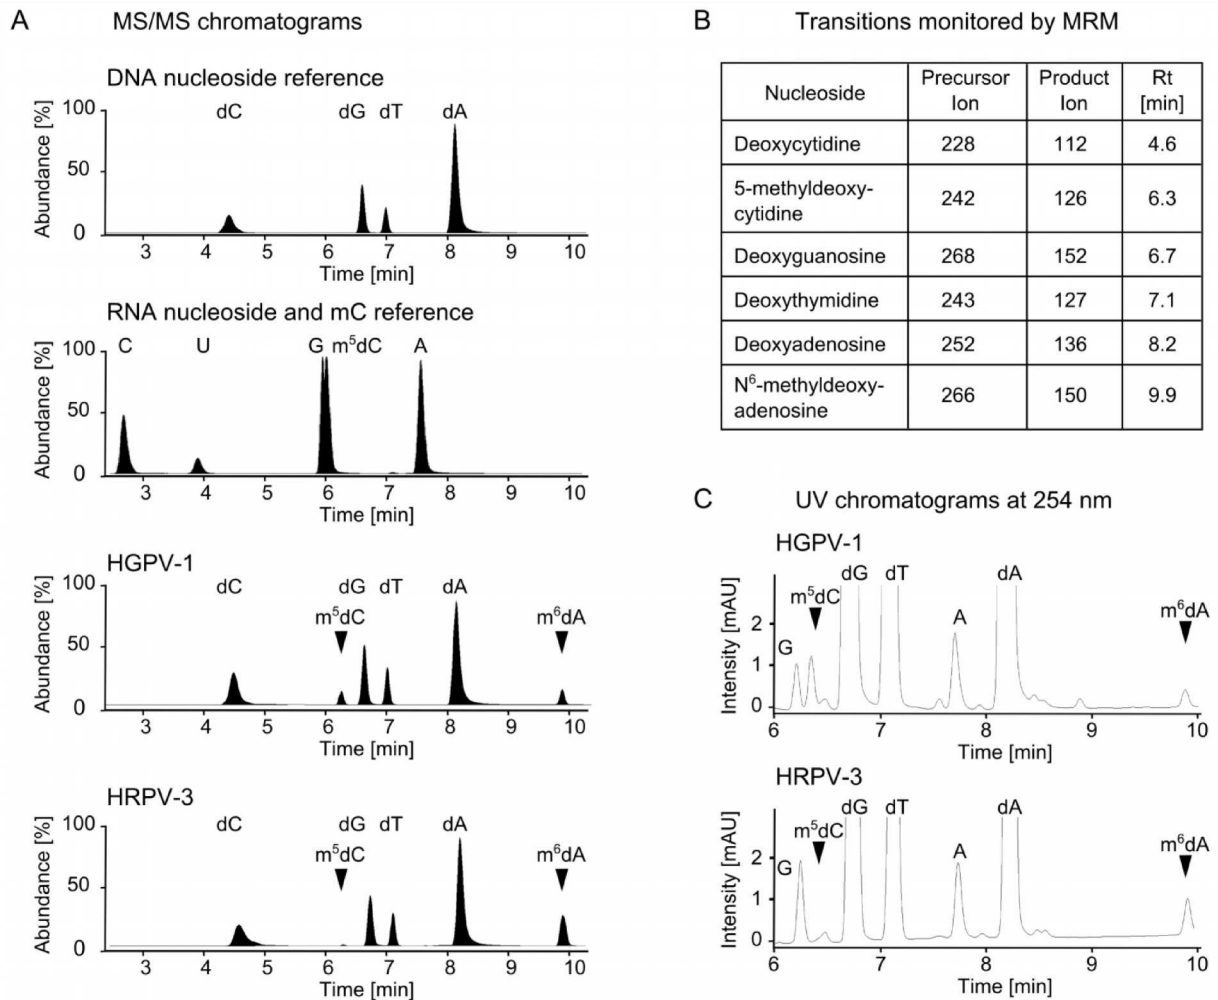 A MS/MS chromatograms
DNA nucleoside reference
100
50
0
Abundance [%]
dC dG dT dA
3 4 5 6 7 8 9 10
Time [min]
RNA nucleoside and mC reference
100
50
0
Abundance [%]
C U G m⁵dC A
3 4 5 6 7 8 9 10
Time [min]
HGPV-1
100
50
0
Abundance [%]
dC dG dT dA
m⁵dC m⁶dA
3 4 5 6 7 8 9 10
Time [min]
HRPV-3
100
50
0
Abundance [%]
dC dG dT dA
m⁵dC m⁶dA
3 4 5 6 7 8 9 10
Time [min]
B Transitions monitored by MRM
Nucleoside Precursor Ion Product Ion Rt [min]
Deoxycytidine 228 112 4.6
5-methyldeoxy-
cytidine 242 126 6.3
Deoxyguanosine 268 152 6.7
Deoxythymidine 243 127 7.1
Deoxyadenosine 252 136 8.2
N⁶-methyldeoxy-
adenosine 266 150 9.9
C UV chromatograms at 254 nm
HGPV-1
Intensity [mAU]
2
1
0
G m⁵dC dG dT A dA m⁶dA
6 7 8 9 10
Time [min]
HRPV-3
Intensity [mAU]
2
1
0
G m⁵dC dG dT A dA m⁶dA
6 7 8 9 10
Time [min]